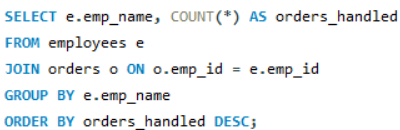 SELECT e.emp_name, COUNT(*) AS orders_handled
FROM employees e
JOIN orders o ON o.emp_id = e.emp_id
GROUP BY e.emp_name
ORDER BY orders_handled DESC;